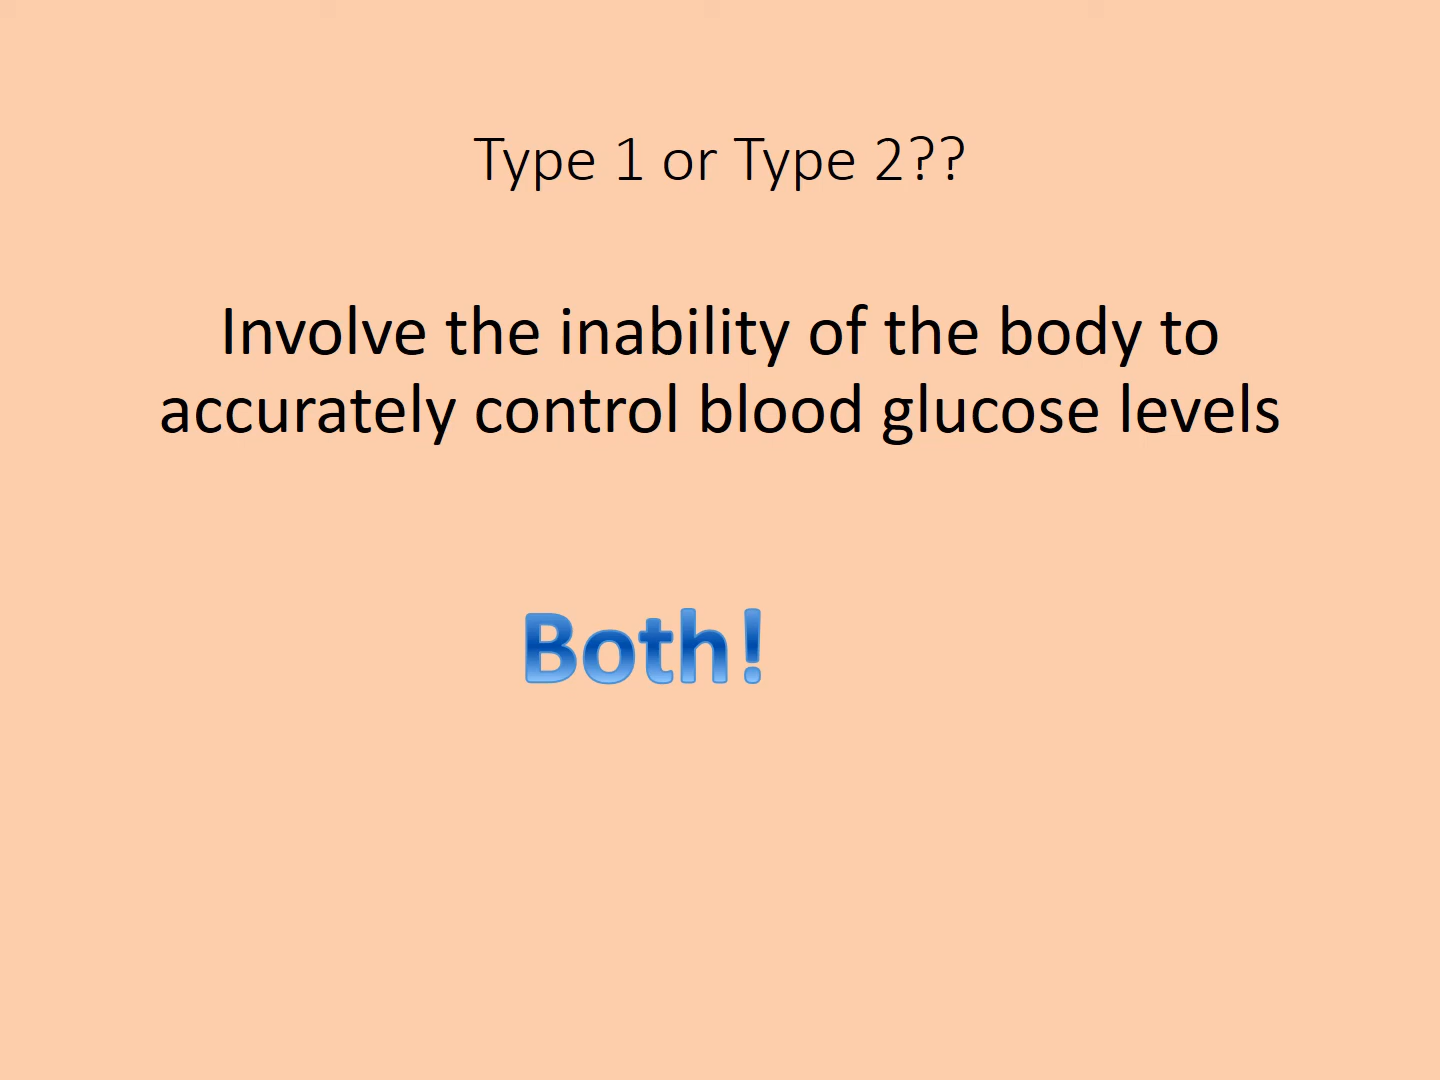 Type 1 or Type 2??
Involve the inability of the body to
accurately control blood glucose levels
Both!